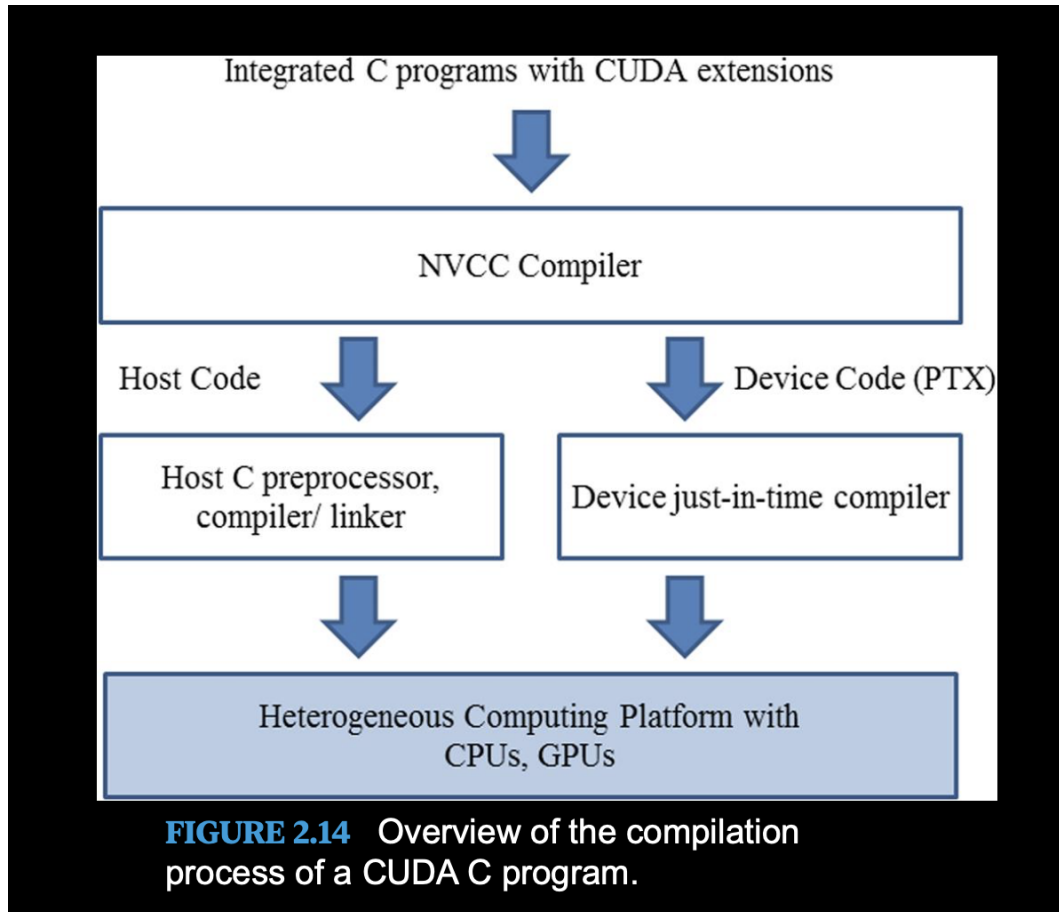 Integrated C programs with CUDA extensions
NVCC Compiler
Host Code
Device Code (PTX)
Host C preprocessor,
compiler/ linker
Device just-in-time compiler
Heterogeneous Computing Platform with
CPUs, GPUs
FIGURE 2.14 Overview of the compilation
process of a CUDA C program.